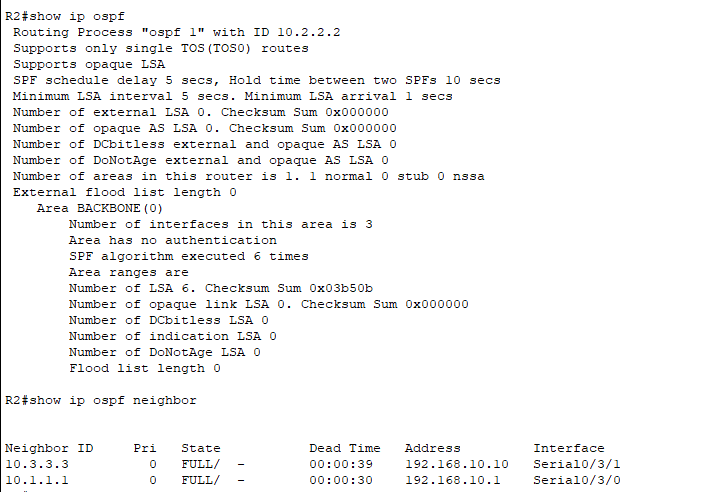 R2#show ip ospf
Routing Process "ospf 1" with ID 10.2.2.2
Supports only single TOS(TOS0) routes
Supports opaque LSA
SPF schedule delay 5 secs, Hold time between two SPFs 10 secs
Minimum LSA interval 5 secs. Minimum LSA arrival 1 secs
Number of external LSA 0. Checksum Sum 0x000000
Number of opaque AS LSA 0. Checksum Sum 0x000000
Number of DCbitless external and opaque AS LSA 0
Number of DoNotAge external and opaque AS LSA 0
Number of areas in this router is 1. 1 normal 0 stub 0 nssa
External flood list length 0
Area BACKBONE(0)
Number of interfaces in this area is 3
Area has no authentication
SPF algorithm executed 6 times
Area ranges are
Number of LSA 6. Checksum Sum 0x03b50b
Number of opaque link LSA 0. Checksum Sum 0x000000
Number of DCbitless LSA 0
Number of indication LSA 0
Number of DoNotAge LSA 0
Flood list length 0
R2#show ip ospf neighbor
Neighbor ID Pri State Dead Time Address Interface
10.3.3.3 0 FULL/ - 00:00:39 192.168.10.10 Serial0/3/1
10.1.1.1 0 FULL/ - 00:00:30 192.168.10.1 Serial0/3/0